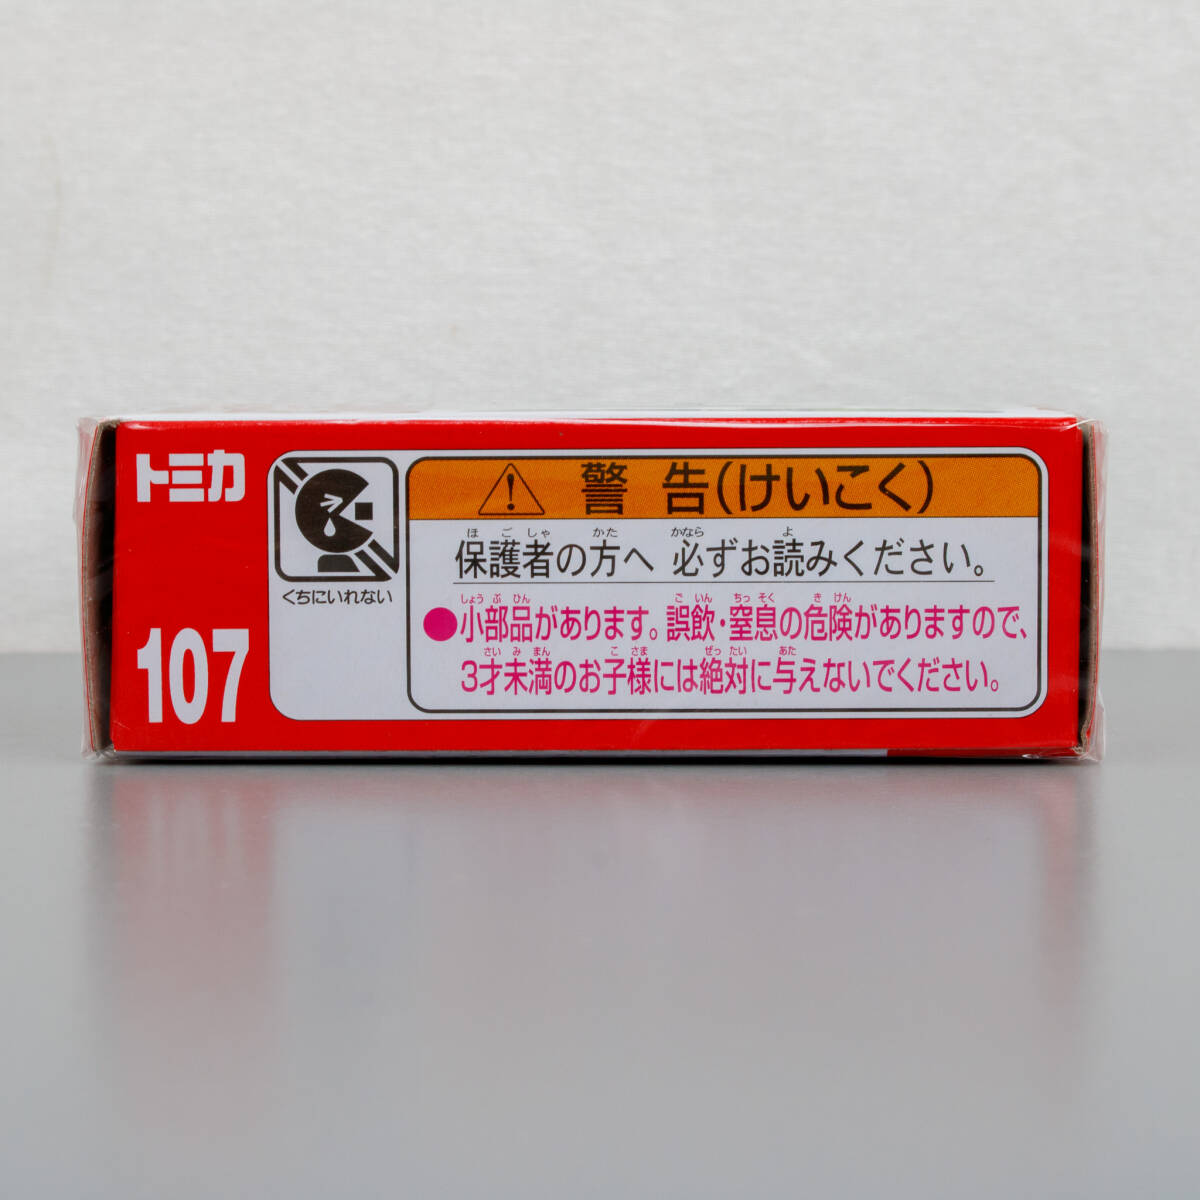 トミカ
107
くちにいれない
警 告(けいこく)
ほ ご しゃ かた かなら よ
保護者の方へ 必ずお読みください。
しょう ぶ ひん ご いん ちっ そく き けん
●小部品があります。誤飲・窒息の危険がありますので、
さい み まん こ さま ぜっ たい あた
3才未満のお子様には絶対に与えないでください。